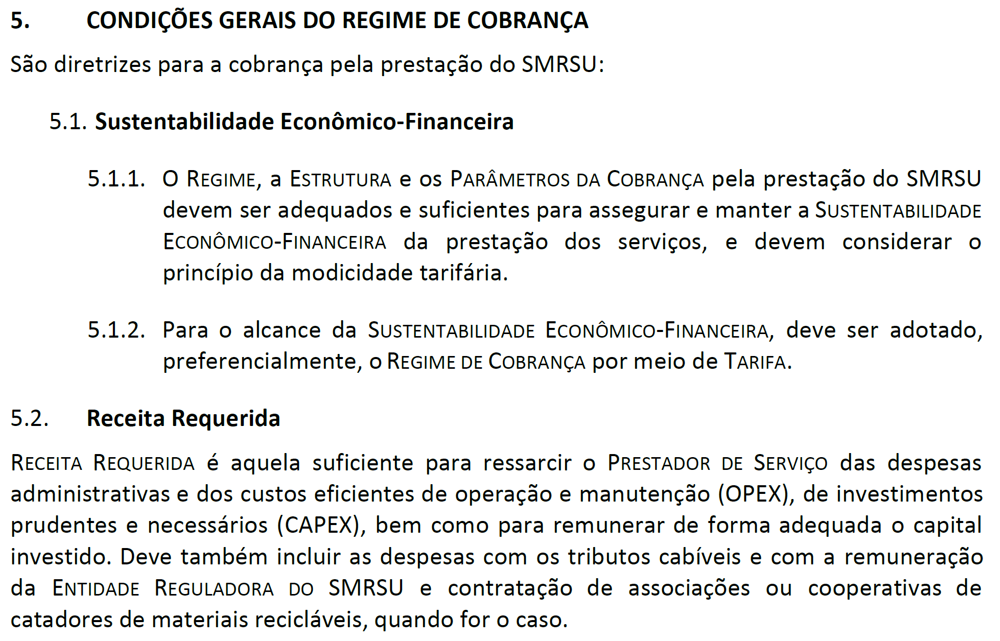 5. CONDIÇÕES GERAIS DO REGIME DE COBRANÇA
São diretrizes para a cobrança pela prestação do SMRSU:
5.1. Sustentabilidade Econômico-Financeira
5.1.1. O REGIME, a ESTRUTURA e os PARÂMETROS DA COBRANÇA pela prestação do SMRSU
devem ser adequados e suficientes para assegurar e manter a SUSTENTABILIDADE
ECONÔMICO-FINANCEIRA da prestação dos serviços, e devem considerar o
princípio da modicidade tarifária.
5.1.2. Para o alcance da SUSTENTABILIDADE ECONÔMICO-FINANCEIRA, deve ser adotado,
preferencialmente, o REGIME DE COBRANÇA por meio de TARIFA.
5.2. Receita Requerida
RECEITA REQUERIDA é aquela suficiente para ressarcir o PRESTADOR DE SERVIÇO das despesas
administrativas e dos custos eficientes de operação e manutenção (OPEX), de investimentos
prudentes e necessários (CAPEX), bem como para remunerar de forma adequada o capital
investido. Deve também incluir as despesas com os tributos cabíveis e com a remuneração
da ENTIDADE REGULADORA DO SMRSU e contratação de associações ou cooperativas de
catadores de materiais recicláveis, quando for o caso.